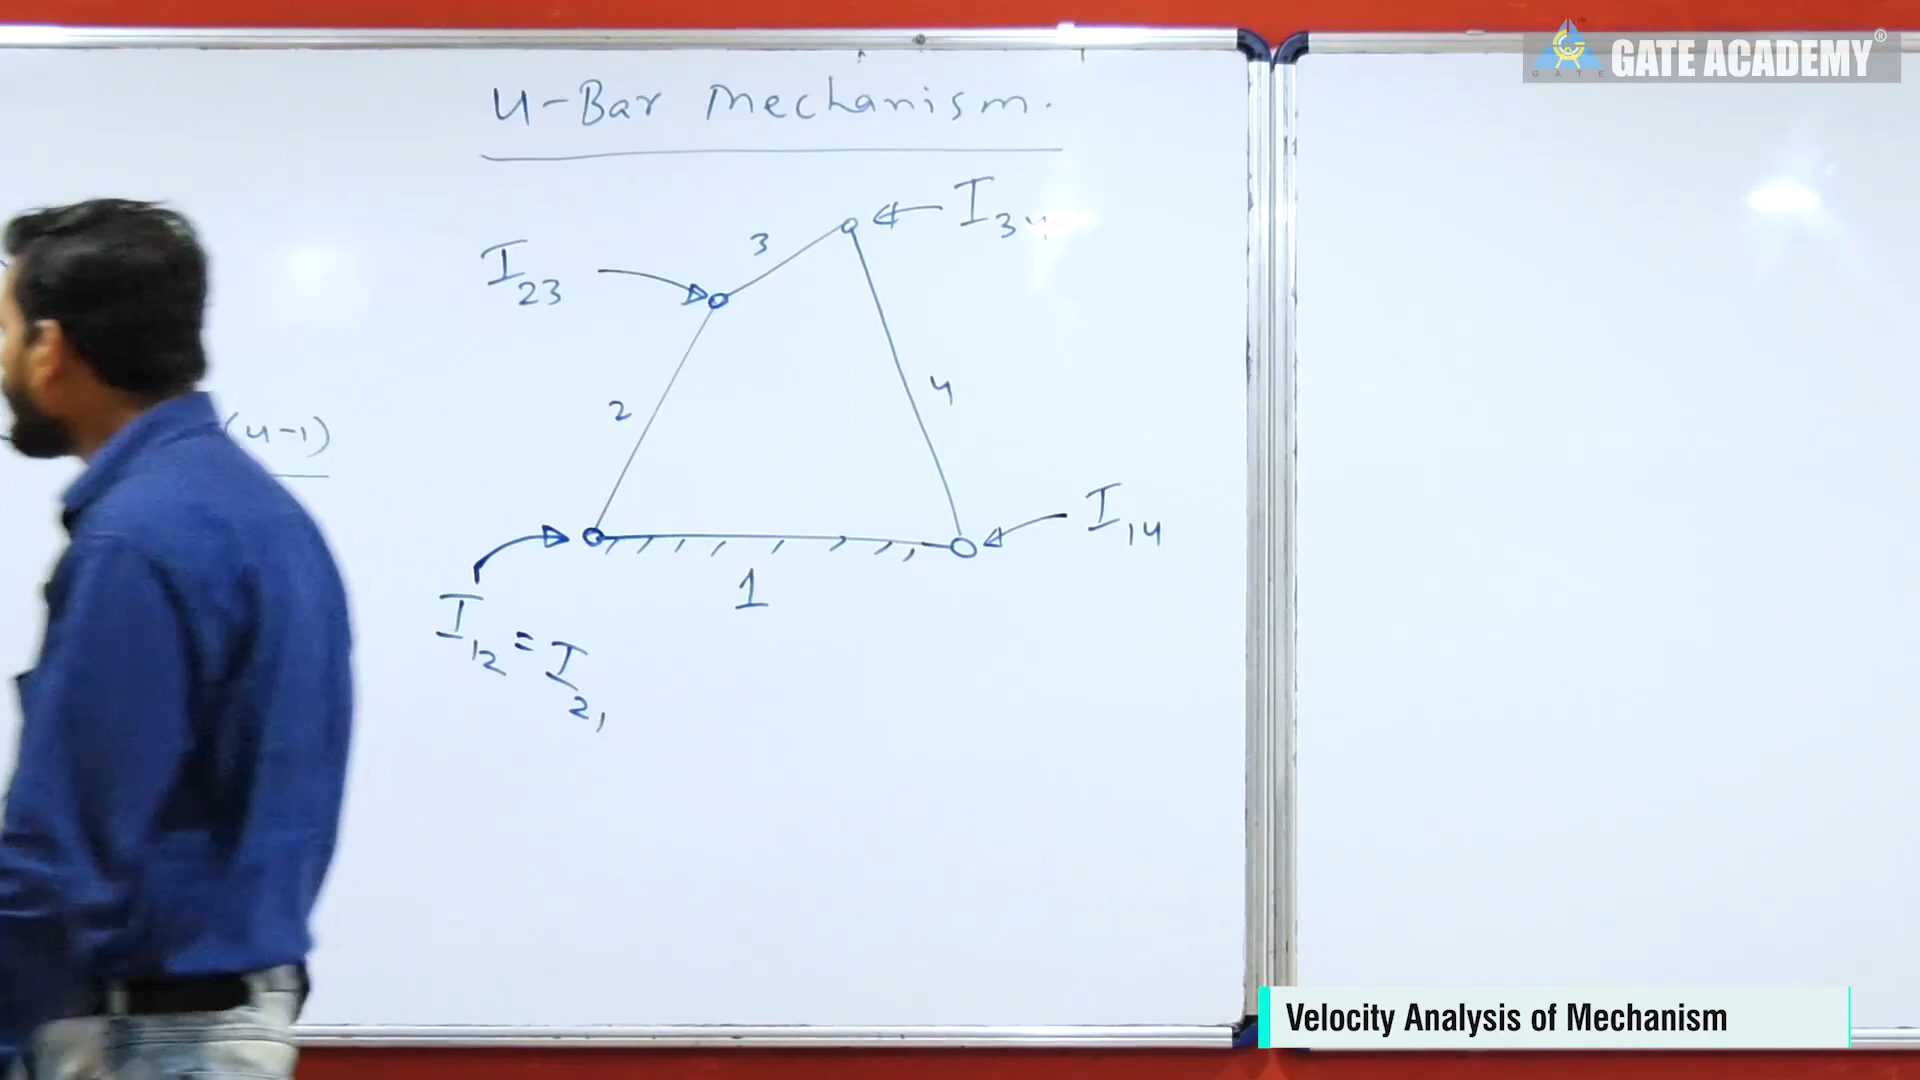 GATE ACADEMY®
GATE
4-Bar Mechanism.
I34
I23
3
2
4
(4-1)
I14
1
I12 = I21
Velocity Analysis of Mechanism